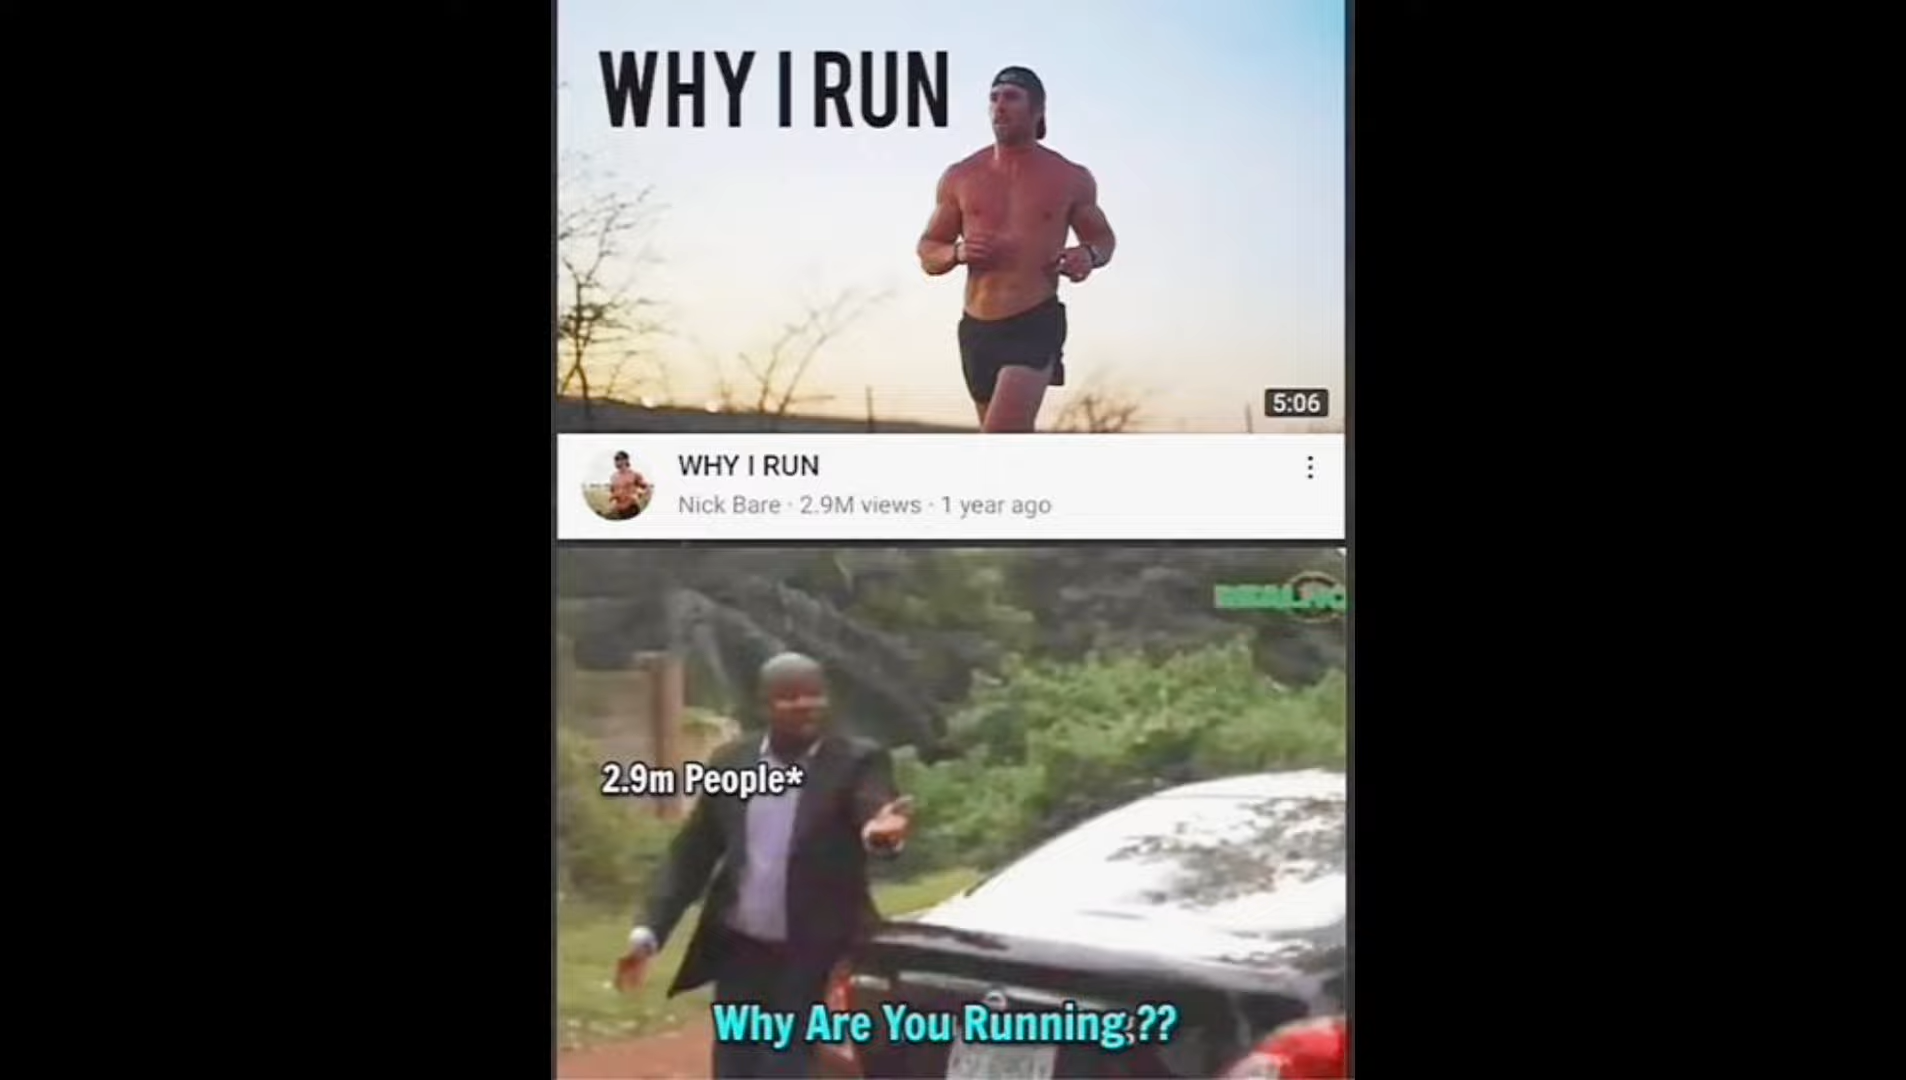 WHY I RUN
5:06
WHY I RUN
Nick Bare · 2.9M views · 1 year ago
2.9m People*
Why Are You Running,??